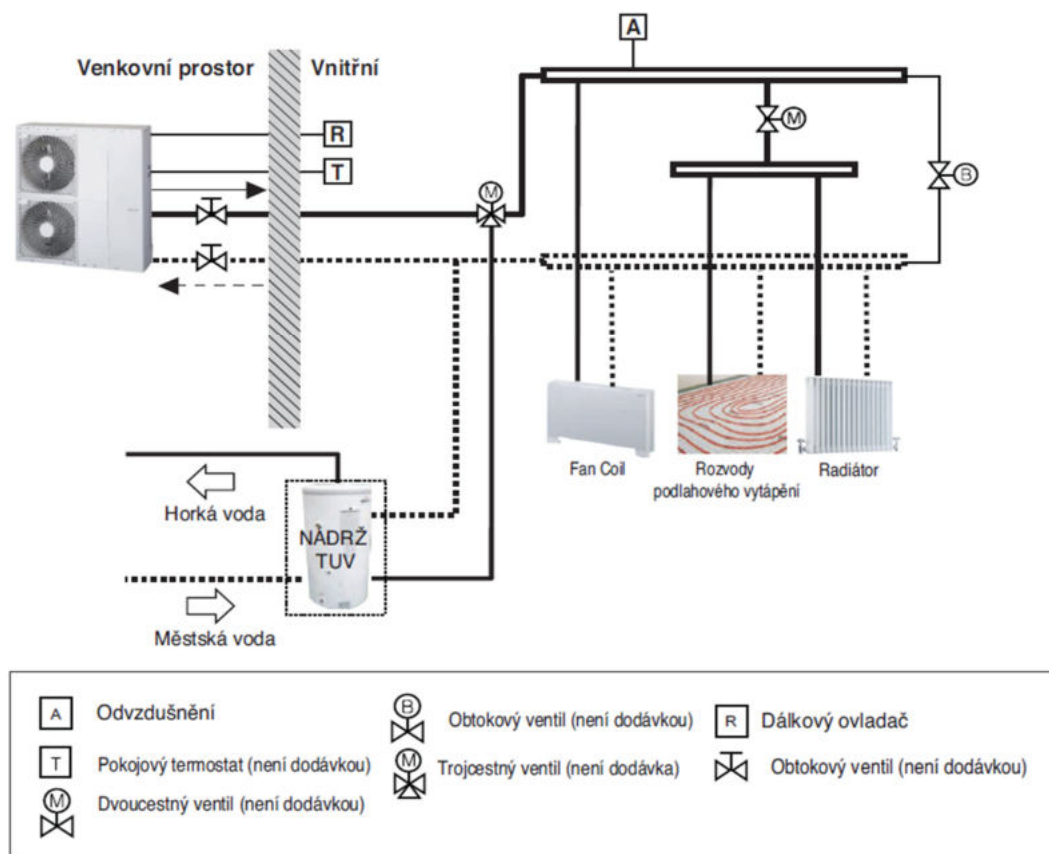 A
Venkovní prostor
Vnitřní
R
M
T
M
B
Fan Coil
Rozvody
podlahového vytápění
Radiátor
Horká voda
NÁDRŽ
TUV
Městská voda
A Odvzdušnění
B Obtokový ventil (není dodávkou)
R Dálkový ovladač
T Pokojový termostat (není dodávkou)
M Trojcestný ventil (není dodávka)
Obtokový ventil (není dodávkou)
M Dvoucestný ventil (není dodávkou)